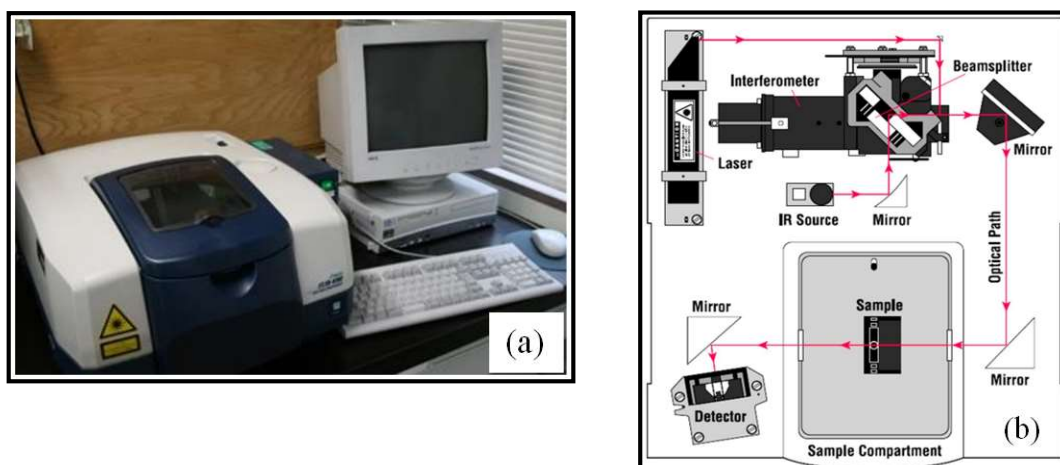 (a)
Interferometer
Beamsplitter
Laser
IR Source
Mirror
Mirror
Optical Path
Sample
Mirror
Mirror
Detector
Sample Compartment
(b)